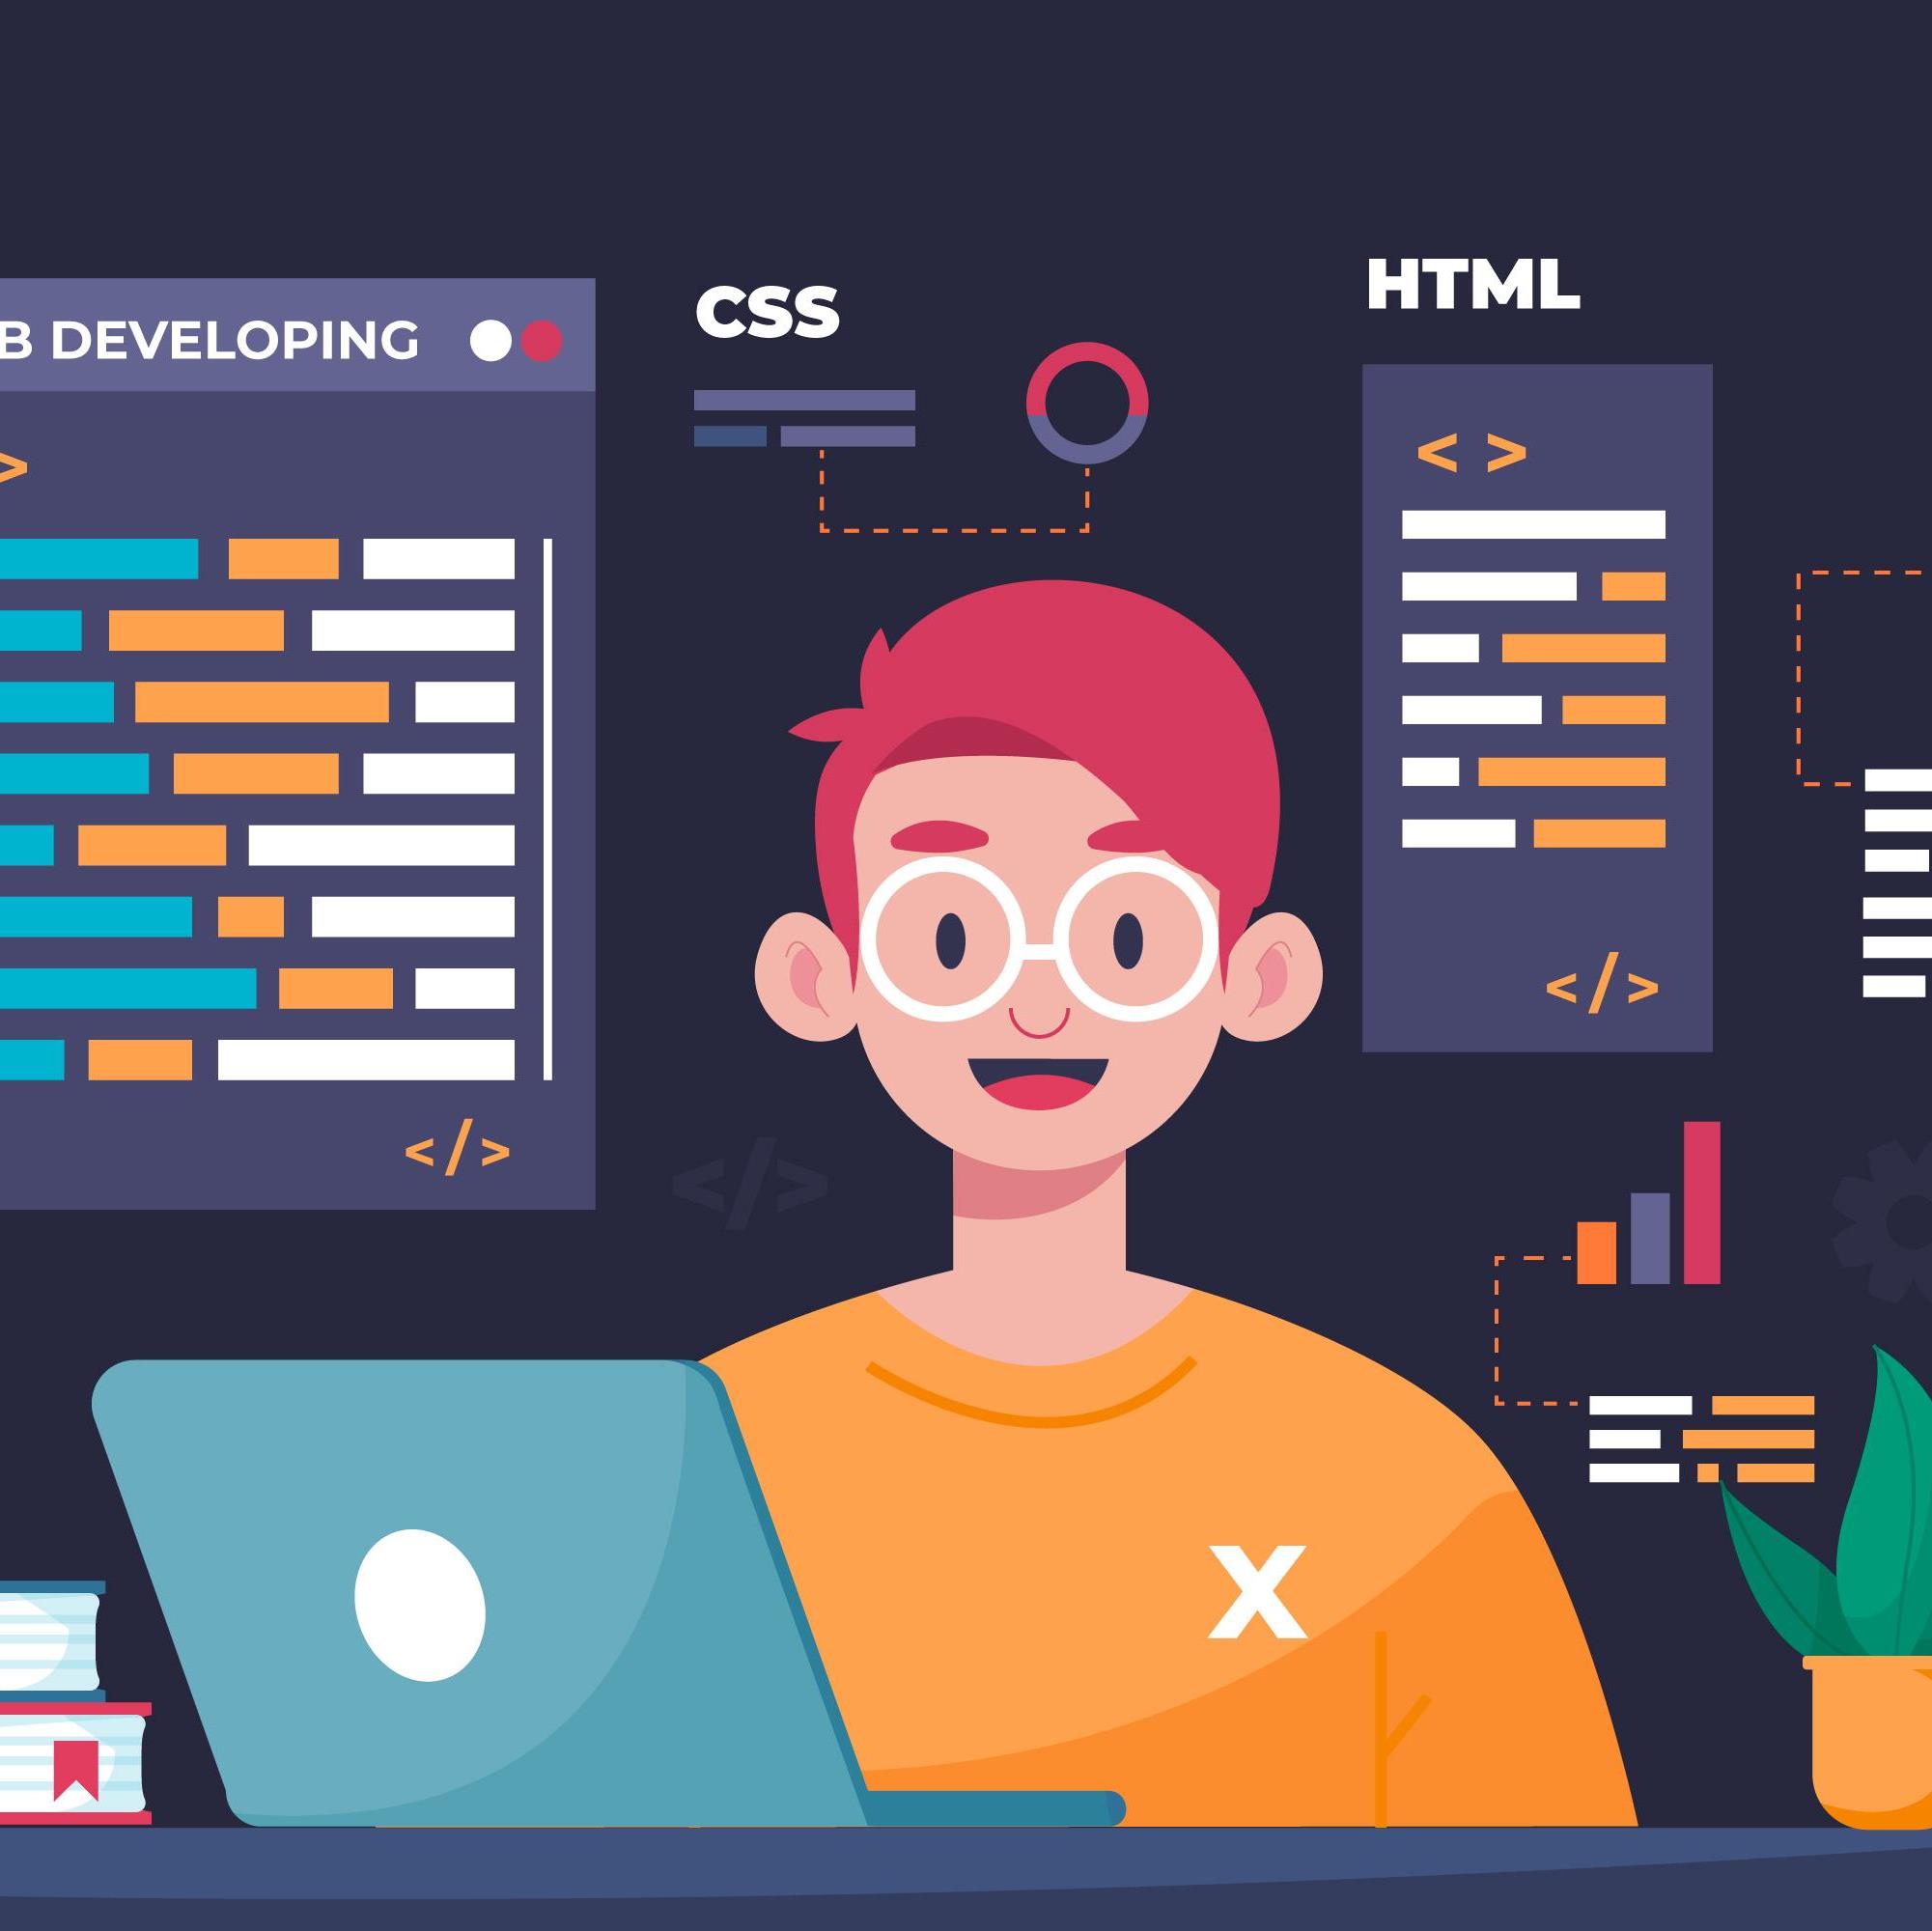 B DEVELOPING
CSS
HTML
>
< >
</>
</>
</>
X